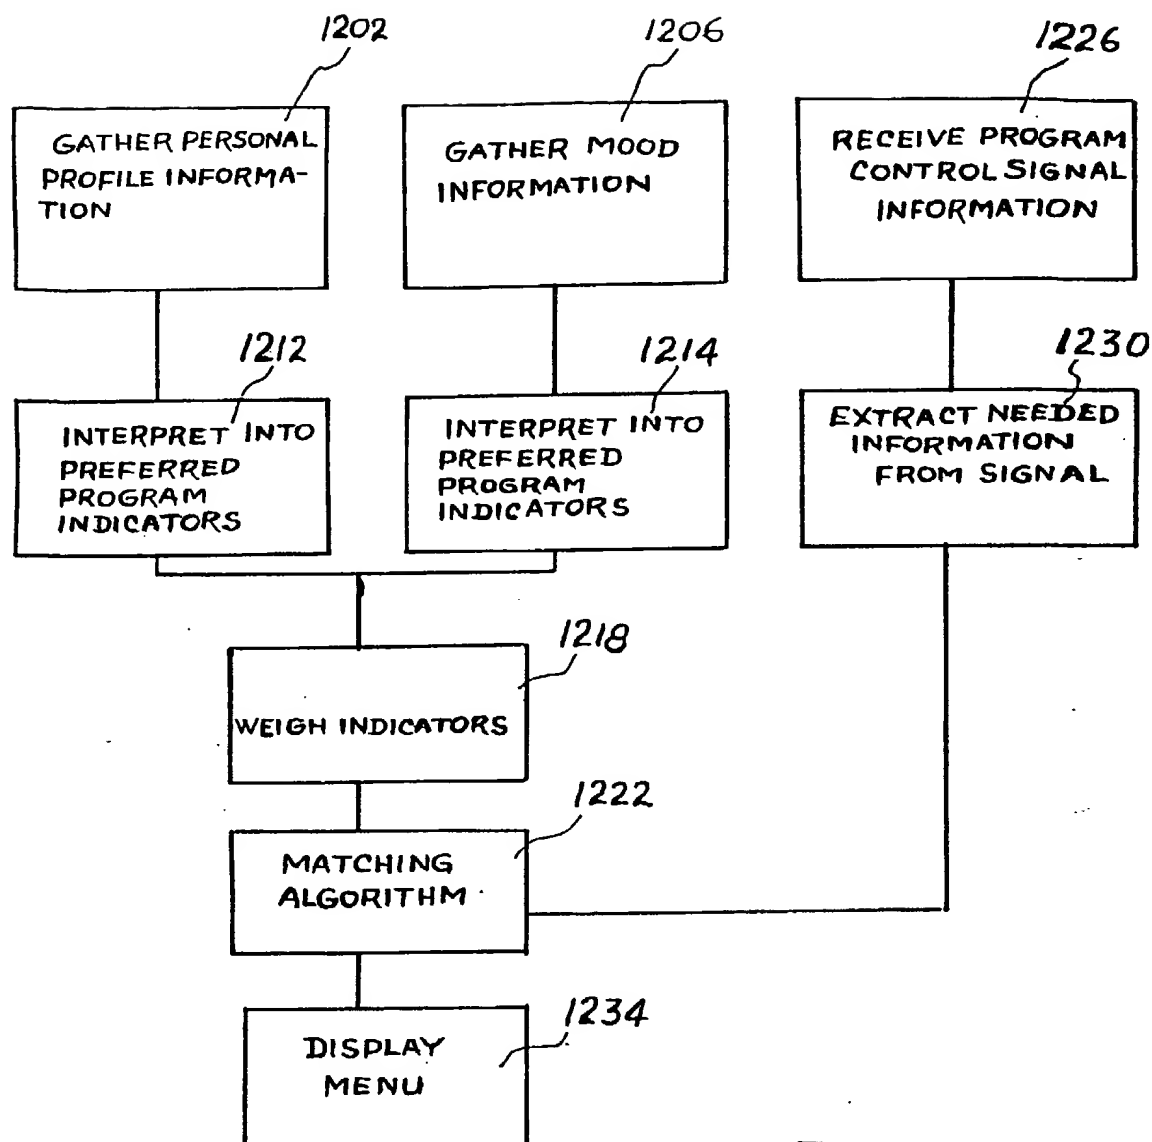 1202
GATHER PERSONAL
PROFILE INFORMA-
TION
1206
GATHER MOOD
INFORMATION
1226
RECEIVE PROGRAM
CONTROL SIGNAL
INFORMATION
1212
INTERPRET INTO
PREFERRED
PROGRAM
INDICATORS
1214
INTERPRET INTO
PREFERRED
PROGRAM
INDICATORS
1230
EXTRACT NEEDED
INFORMATION
FROM SIGNAL
1218
WEIGH INDICATORS
1222
MATCHING
ALGORITHM
1234
DISPLAY
MENU